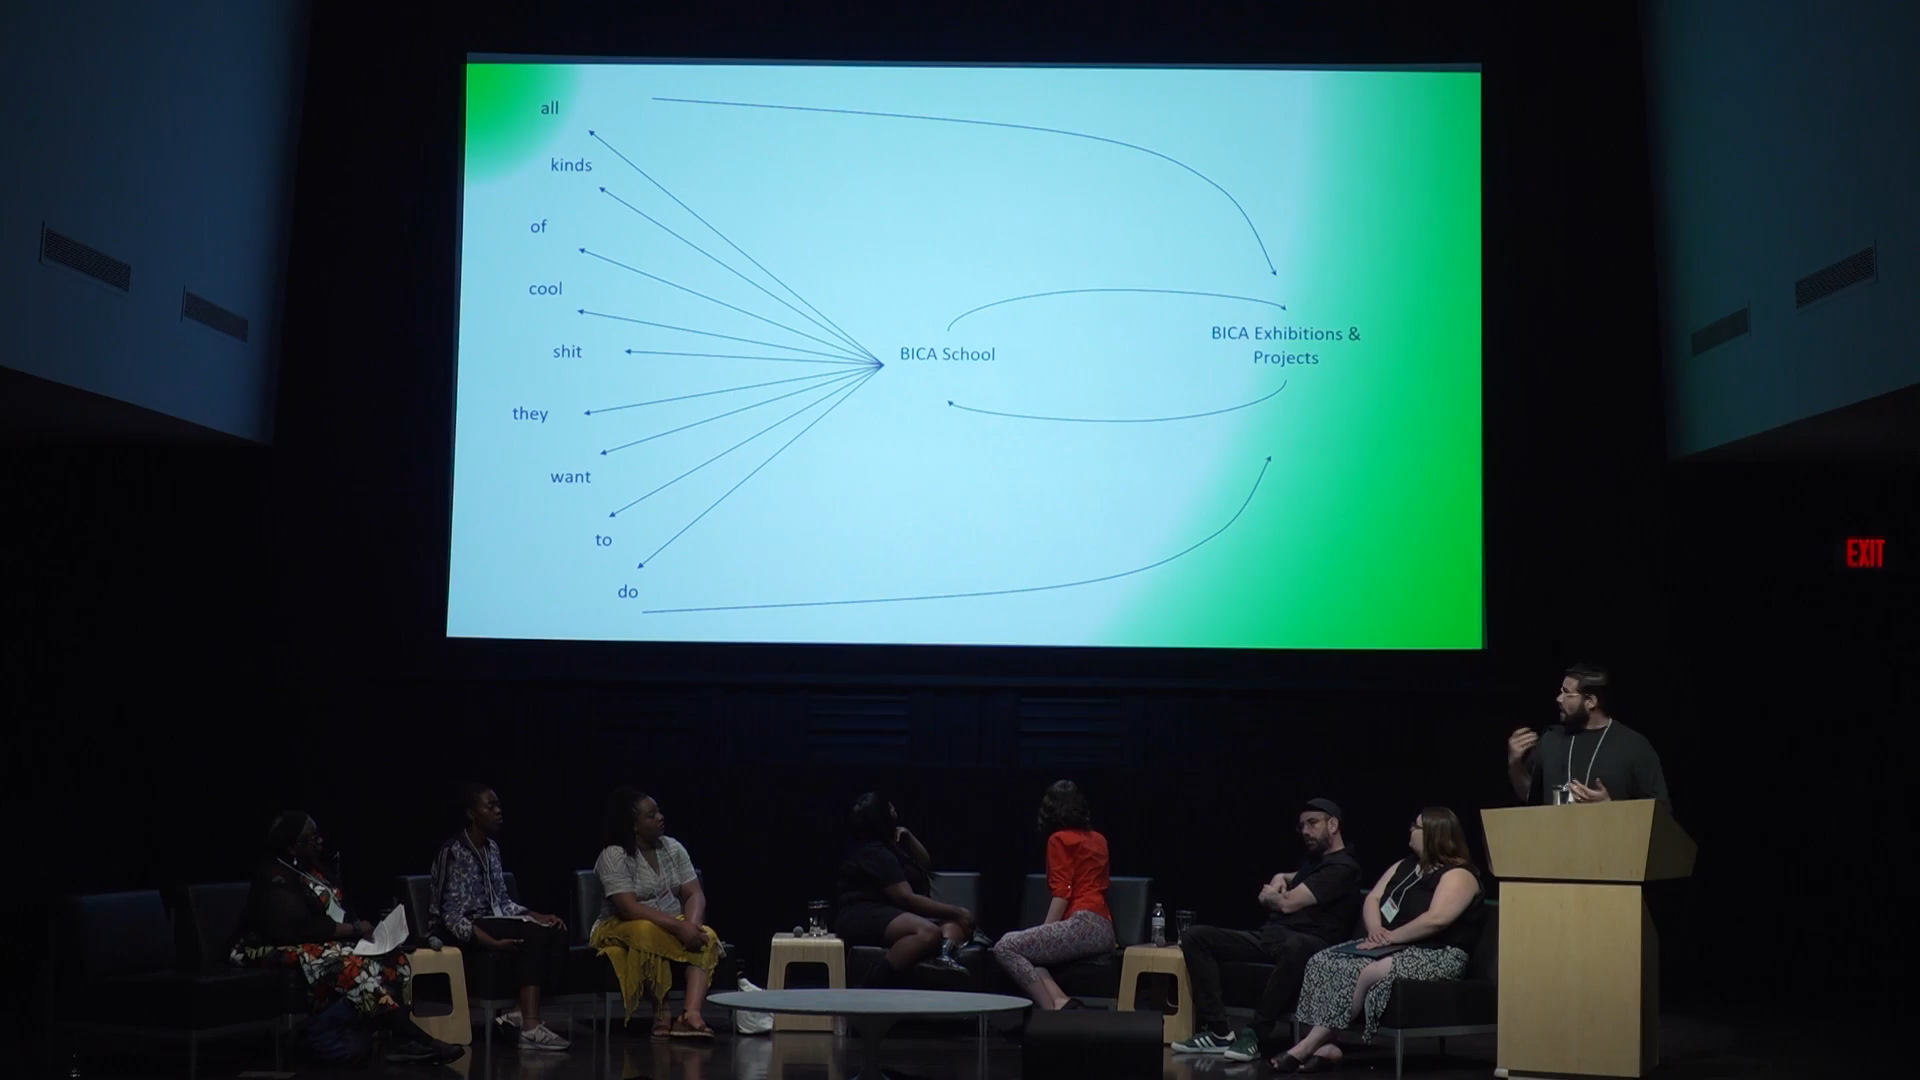 all
kinds
of
cool
shit
they
want
to
do
BICA School
BICA Exhibitions &
Projects
EXIT